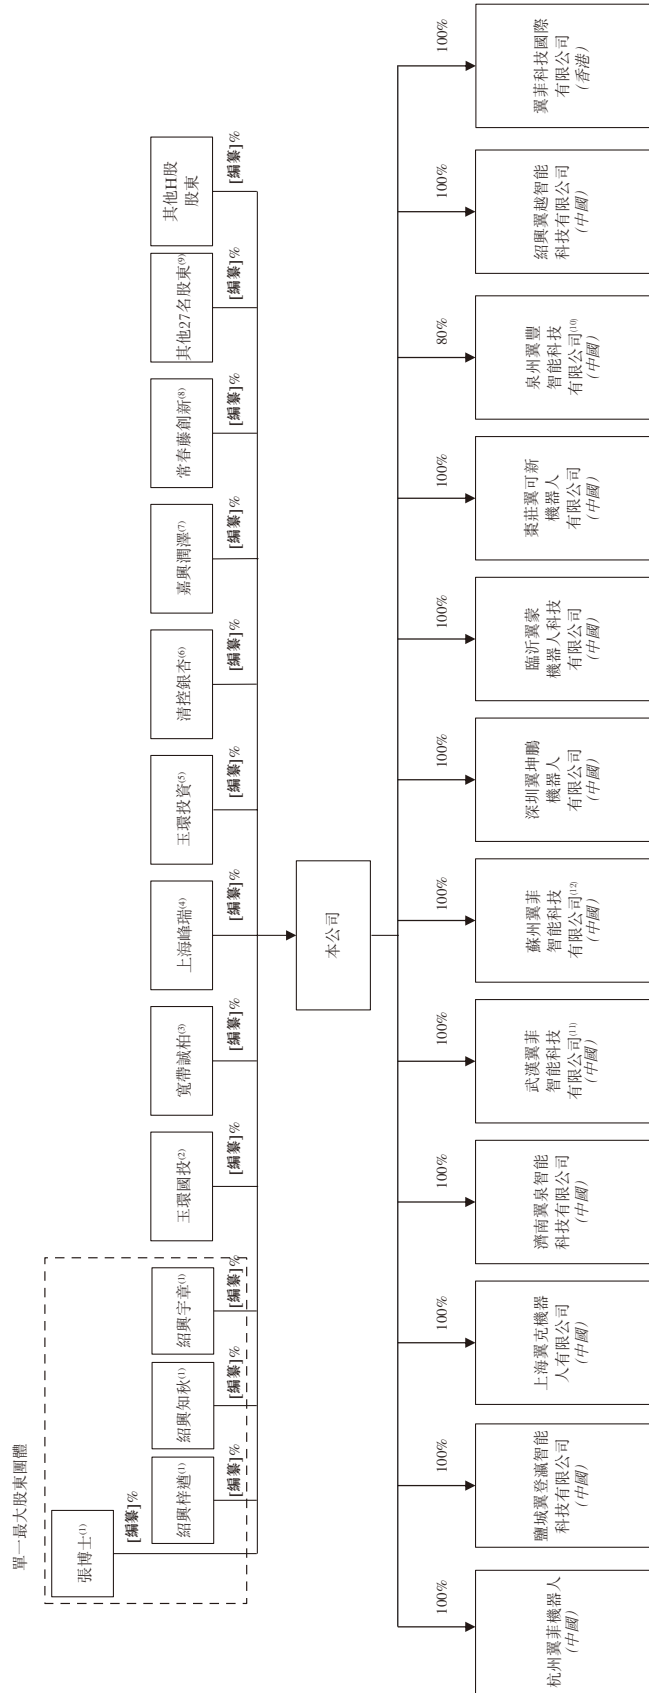 單一最大股東團體
張博士(1)
[編纂]%
紹興梓遒(1)
[編纂]%
紹興知秋(1)
[編纂]%
紹興宇章(1)
[編纂]%
玉環國投(2)
[編纂]%
寬帶誠柏(3)
[編纂]%
上海峰瑞(4)
[編纂]%
玉環投資(5)
[編纂]%
清控銀杏(6)
[編纂]%
嘉興潤澤(7)
[編纂]%
常春藤創新(8)
[編纂]%
其他27名股東(9)
[編纂]%
其他H股
股東
[編纂]%
本公司
100%
杭州翼菲機器人
(中國)
100%
鹽城翼登瀛智能
科技有限公司
(中國)
100%
上海翼克機器
人有限公司
(中國)
100%
濟南翼泉智能
科技有限公司
(中國)
100%
武漢翼菲
智能科技
有限公司(11)
(中國)
100%
蘇州翼菲
智能科技
有限公司(12)
(中國)
100%
深圳翼坤鵬
機器人
有限公司
(中國)
100%
臨沂翼蒙
機器人科技
有限公司
(中國)
100%
棗莊翼可新
機器人
有限公司
(中國)
80%
泉州翼豐
智能科技
有限公司(10)
(中國)
100%
紹興翼越智能
科技有限公司
(中國)
100%
翼菲科技國際
有限公司
(香港)